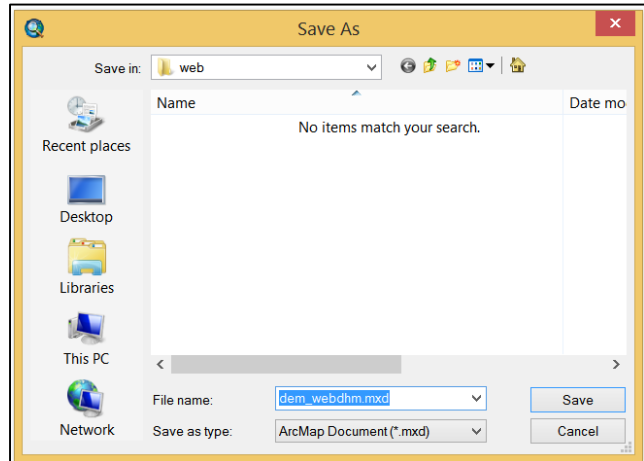 Save As
Save in: web
Name Date mo
No items match your search.
Recent places
Desktop
Libraries
This PC
Network
File name: dem_webdhm.mxd Save
Save as type: ArcMap Document (*.mxd) Cancel